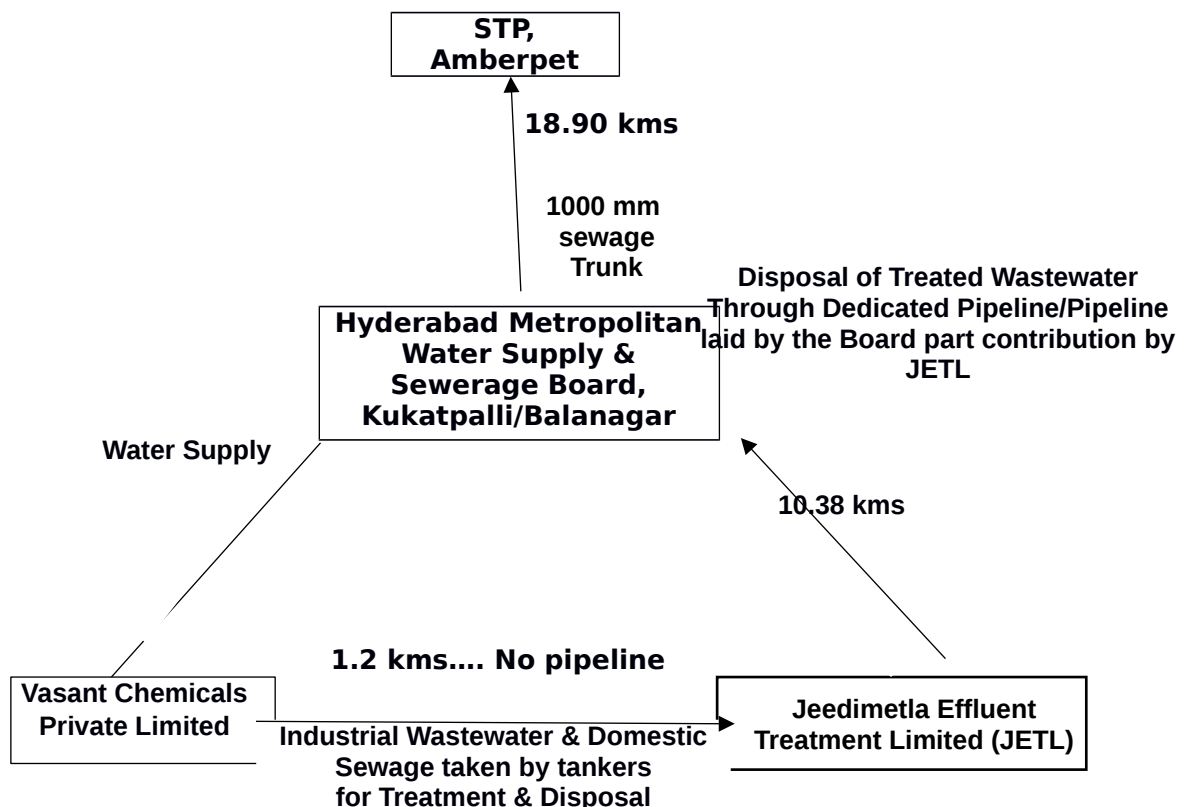 STP,
Amberpet
18.90 kms
1000 mm
sewage
Trunk
Disposal of Treated Wastewater
Through Dedicated Pipeline/Pipeline
laid by the Board part contribution by
JETL
Hyderabad Metropolitan
Water Supply &
Sewerage Board,
Kukatpalli/Balanagar
Water Supply
10.38 kms
1.2 kms.... No pipeline
Vasant Chemicals
Private Limited
Industrial Wastewater & Domestic
Sewage taken by tankers
for Treatment & Disposal
Jeedimetla Effluent
Treatment Limited (JETL)